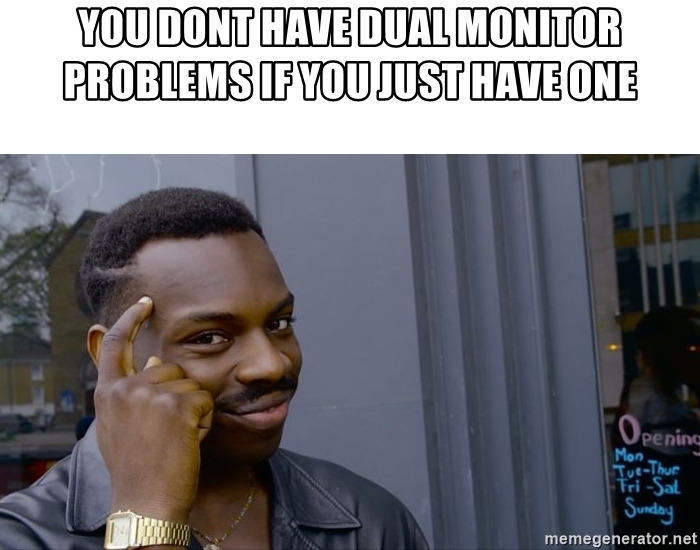 YOU DONT HAVE DUAL MONITOR
PROBLEMS IF YOU JUST HAVE ONE
Opening
Mon
Tue-Thur
Fri-Sat
Sunday
memegenerator.net